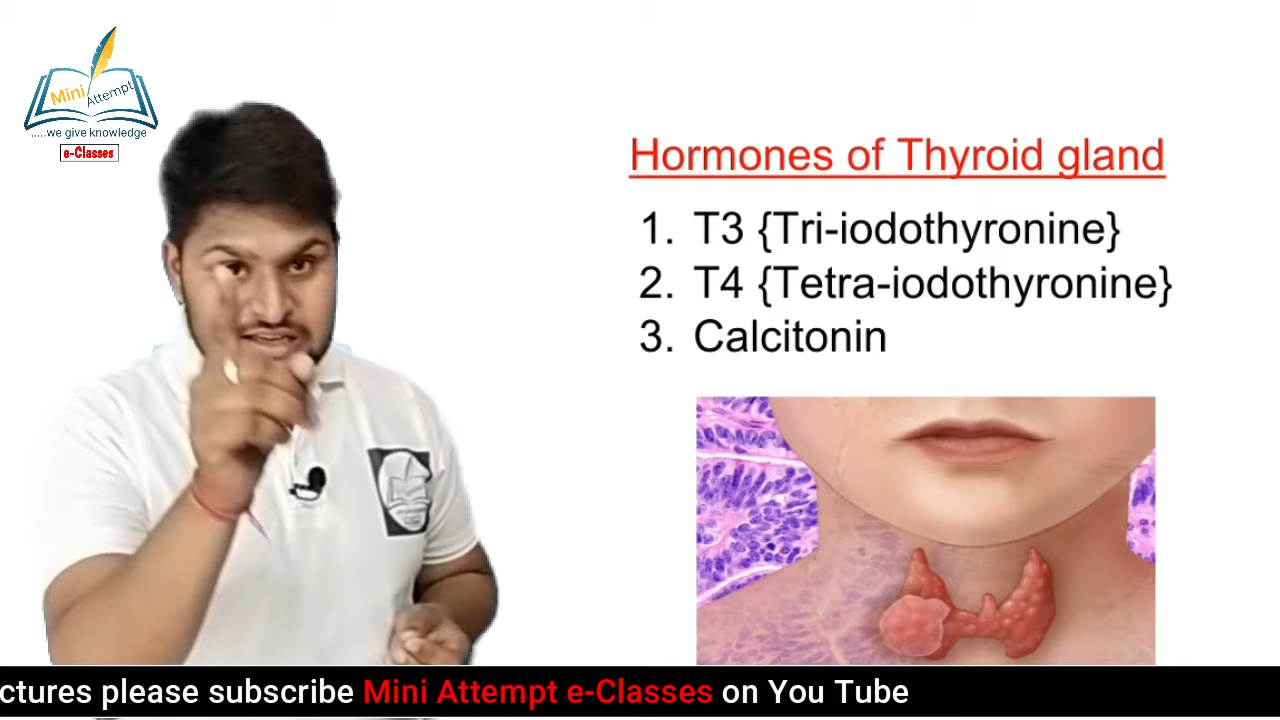 Mini Attempt
.....we give knowledge
e-Classes
Hormones of Thyroid gland
1. T3 {Tri-iodothyronine}
2. T4 {Tetra-iodothyronine}
3. Calcitonin
ctures please subscribe Mini Attempt e-Classes on You Tube